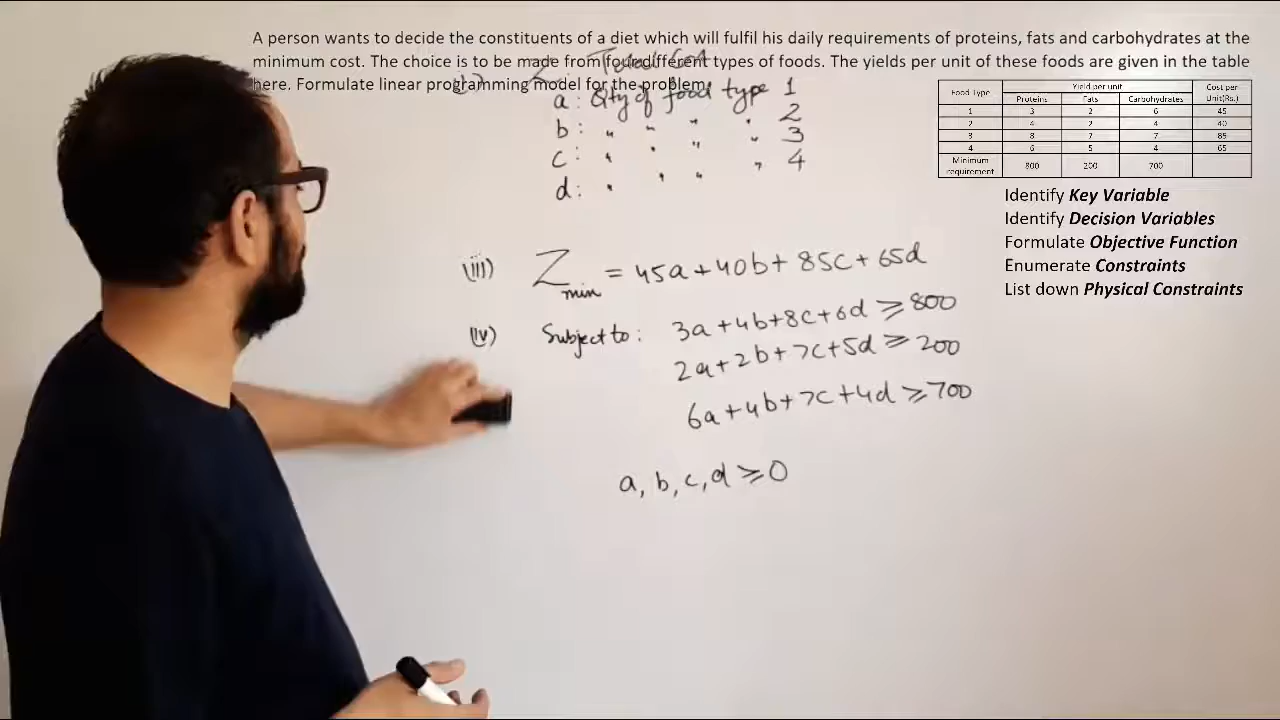 A person wants to decide the constituents of a diet which will fulfil his daily requirements of proteins, fats and carbohydrates at the
minimum cost. The choice is to be made from four different types of foods. The yields per unit of these foods are given in the table
here. Formulate linear programming model for the problem.
Food Type Yield per unit Cost per Unit(Rs.)
Proteins Fats Carbohydrates
1 3 2 6 45
2 4 2 4 40
3 8 7 7 85
4 6 5 4 65
Minimum requirement 800 200 700
Identify Key Variable
Identify Decision Variables
Formulate Objective Function
Enumerate Constraints
List down Physical Constraints
Z: Total Cost
a: Qty of food type 1
b: " " " " 2
c: " " " " 3
d: " " " " 4
(iii) Z min = 45a+40b+85c+65d
(iv) Subject to: 3a+4b+8c+6d ≥ 800
2a+2b+7c+5d ≥ 200
6a+4b+7c+4d ≥ 700
a, b, c, d ≥ 0